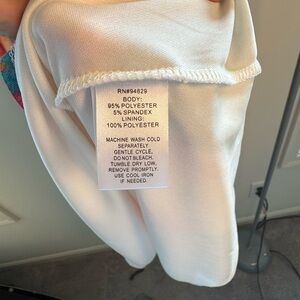 RN#94829
BODY:
95% POLYESTER
5% SPANDEX
LINING:
100% POLYESTER
MACHINE WASH COLD
SEPARATELY
GENTLE CYCLE,
DO NOT BLEACH,
TUMBLE DRY LOW,
REMOVE PROMPTLY.
USE COOL IRON
IF NEEDED.